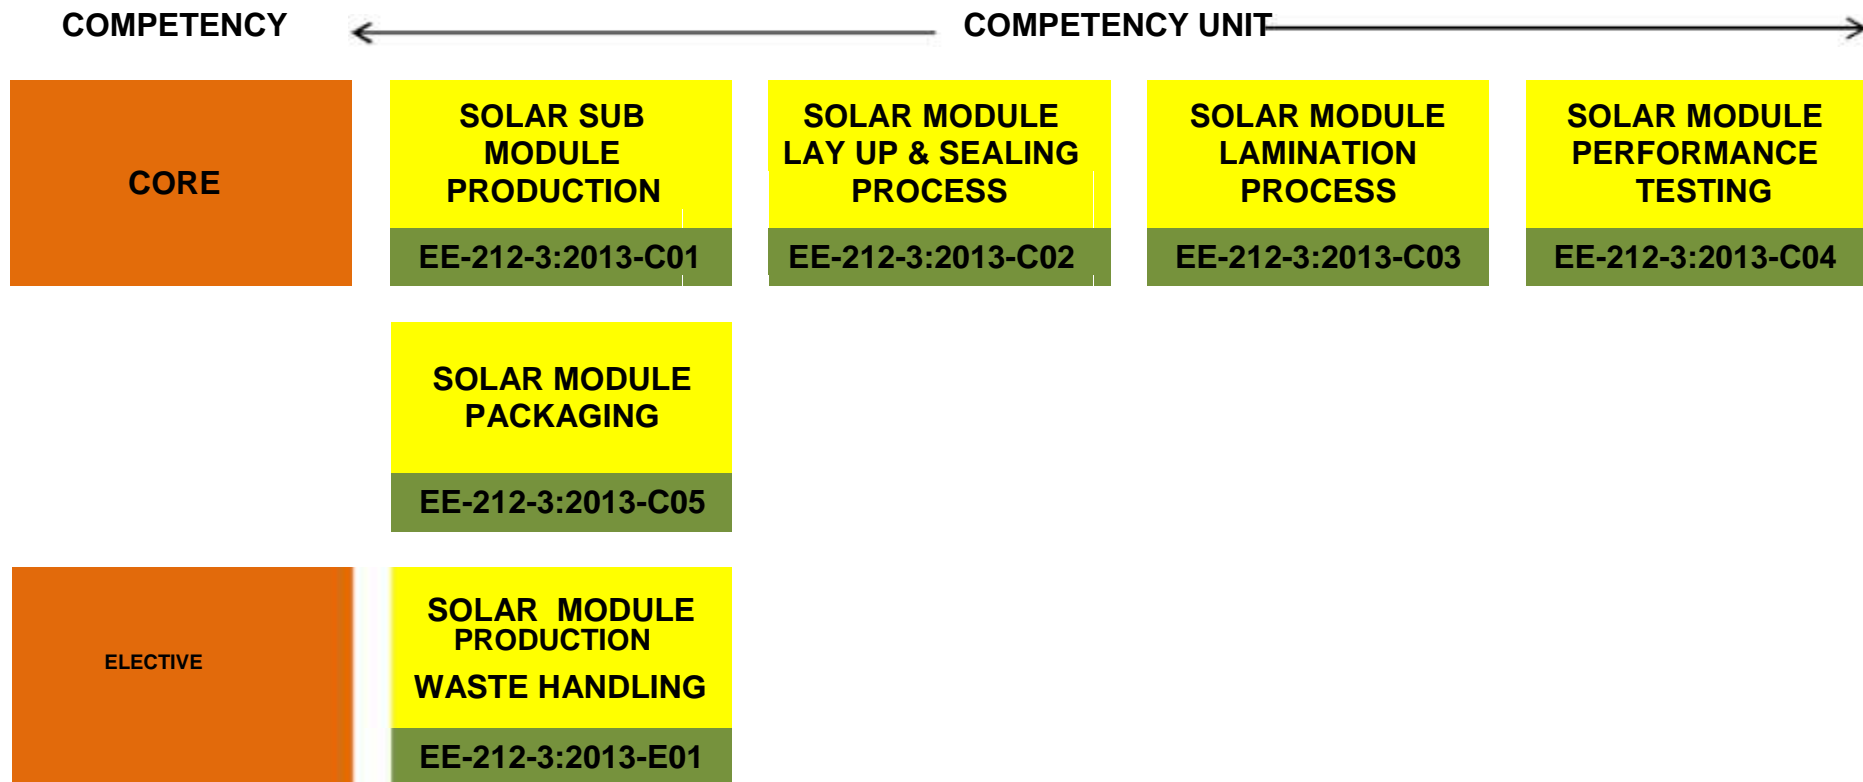 COMPETENCY
COMPETENCY UNIT
CORE
SOLAR SUB
MODULE
PRODUCTION
EE-212-3:2013-C01
SOLAR MODULE
LAY UP & SEALING
PROCESS
EE-212-3:2013-C02
SOLAR MODULE
LAMINATION
PROCESS
EE-212-3:2013-C03
SOLAR MODULE
PERFORMANCE
TESTING
EE-212-3:2013-C04
SOLAR MODULE
PACKAGING
EE-212-3:2013-C05
ELECTIVE
SOLAR MODULE
PRODUCTION
WASTE HANDLING
EE-212-3:2013-E01